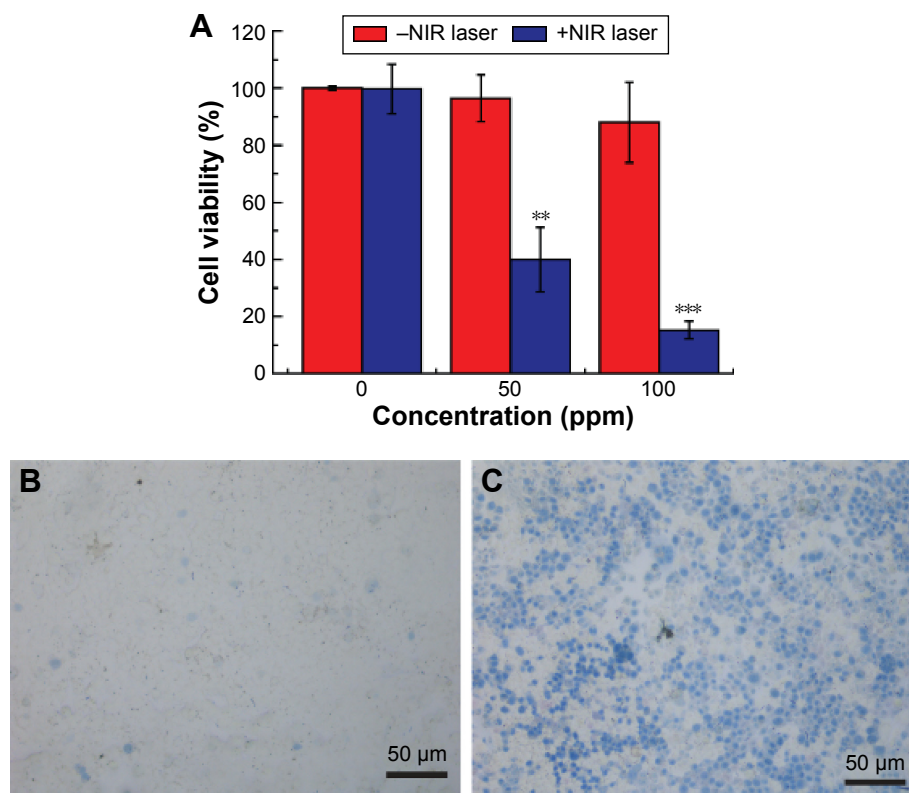 A
–NIR laser +NIR laser
120
100
80
60
40
20
0
Cell viability (%)
**
***
0 50 100
Concentration (ppm)
B
50 µm
C
50 µm